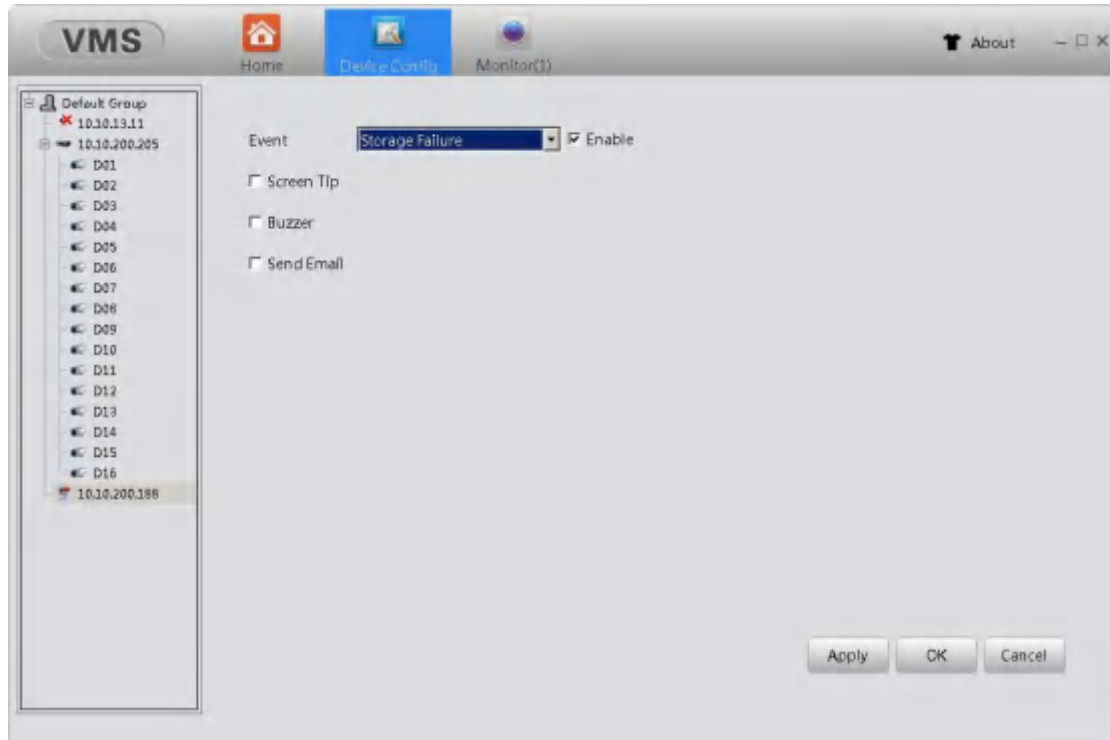 VMS
Home
Device Config
Monitor(1)
About
Default Group
10.10.13.11
10.10.200.205
D01
D02
D03
D04
D05
D06
D07
D08
D09
D10
D11
D12
D13
D14
D15
D16
10.10.200.188
Event Storage Failure Enable
Screen TIp
Buzzer
Send Email
Apply OK Cancel